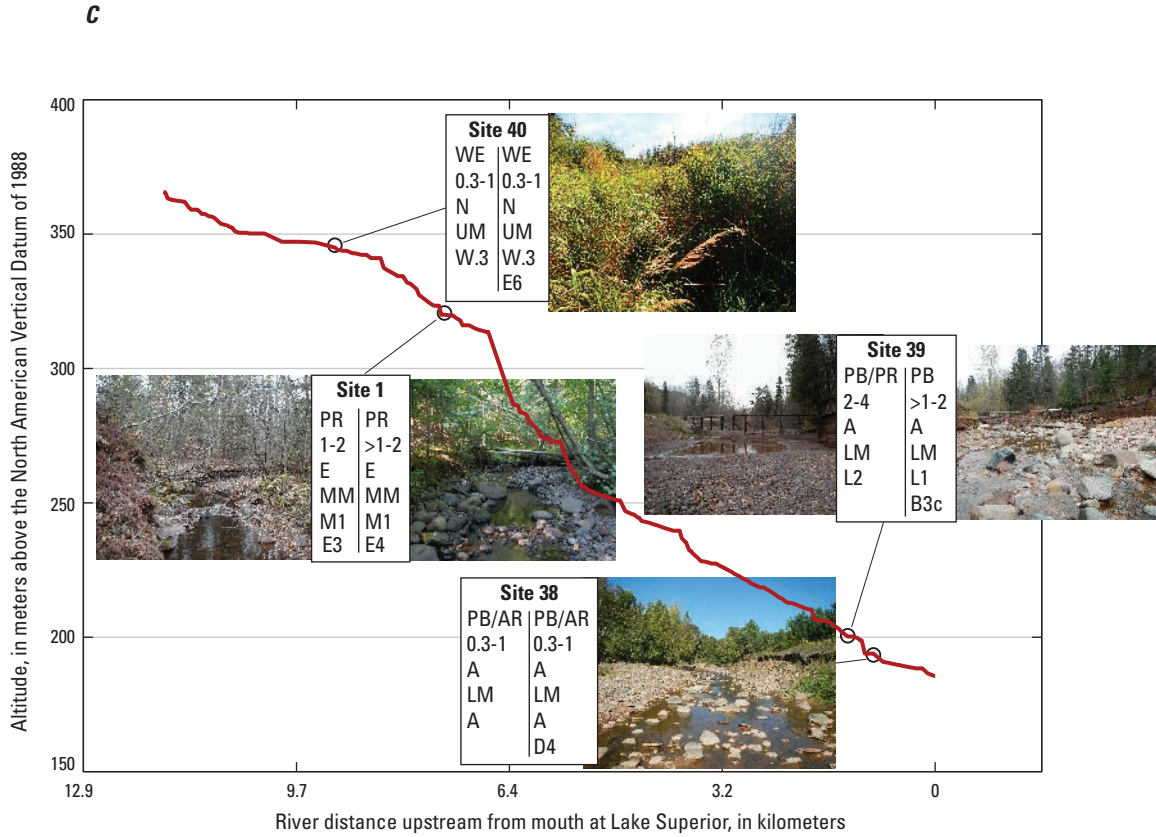 C
Altitude, in meters above the North American Vertical Datum of 1988
400
350
300
250
200
150
Site 40
WE WE
0.3-1 0.3-1
N N
UM UM
W.3 W.3
E6
Site 1
PR PR
1-2 >1-2
E E
MM MM
M1 M1
E3 E4
Site 39
PB/PR PB
2-4 >1-2
A A
LM LM
L2 L1
B3c
Site 38
PB/AR PB/AR
0.3-1 0.3-1
A A
LM LM
A A
D4
12.9 9.7 6.4 3.2 0
River distance upstream from mouth at Lake Superior, in kilometers